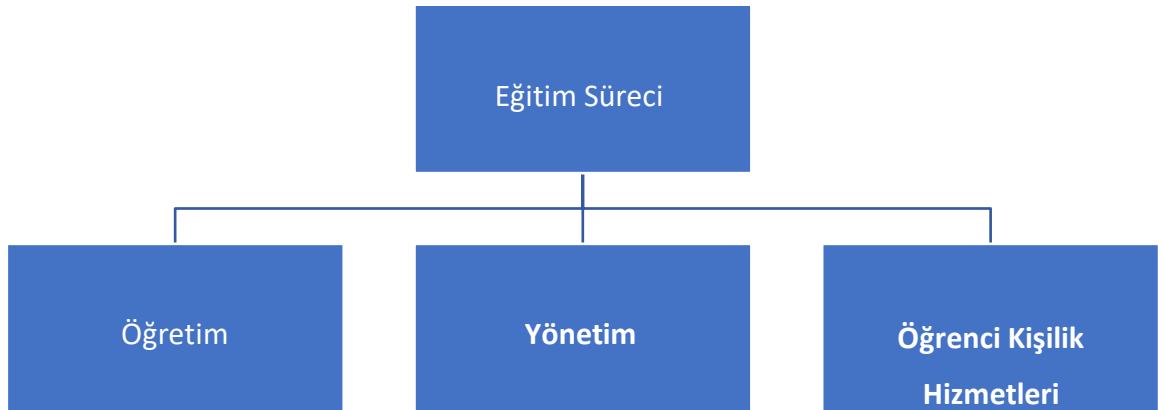 Eğitim Süreci
Öğretim
Yönetim
Öğrenci Kişilik
Hizmetleri